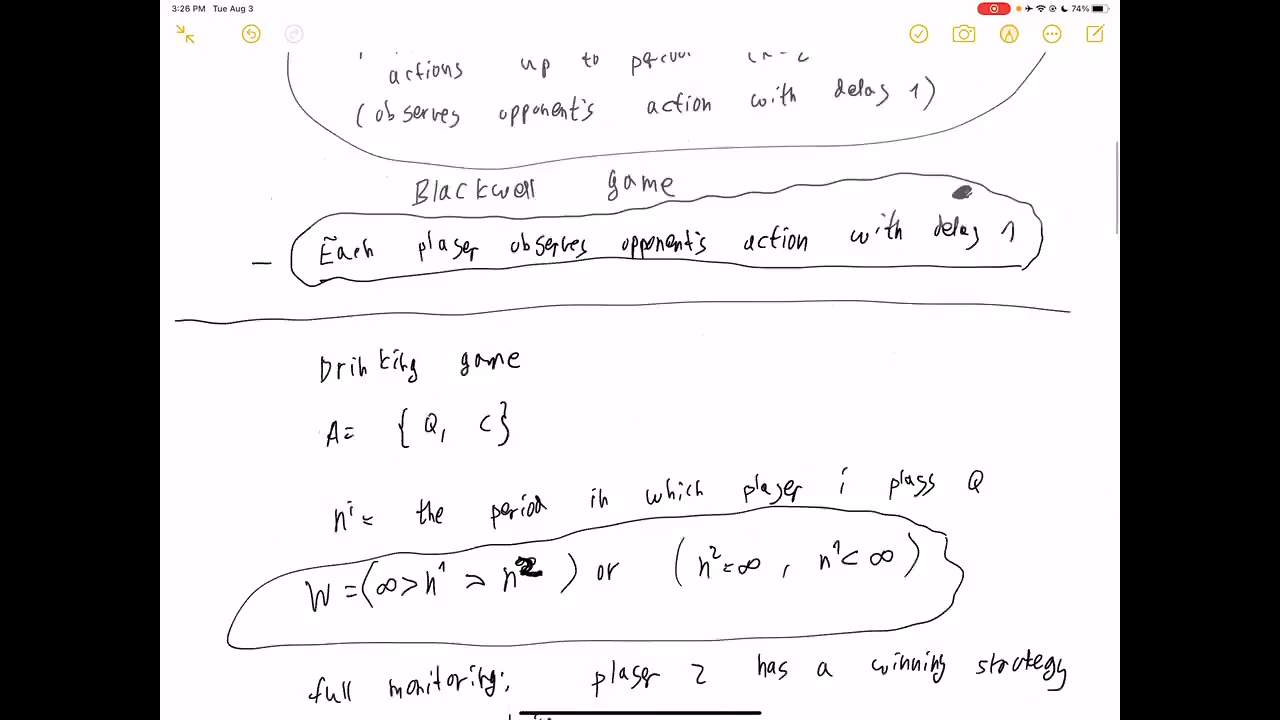 3:26 PM Tue Aug 3
74%
actions up to
(observes opponent's action with delay 1)
Blackwell game
- Each player observes opponent's action with delay 1
Drinking game
A = {Q, C}
n^i = the period in which player i plays Q
W = (∞ > n^1 > n^2) or (n^2 = ∞, n^1 < ∞)
full monitoring: player 2 has a winning strategy